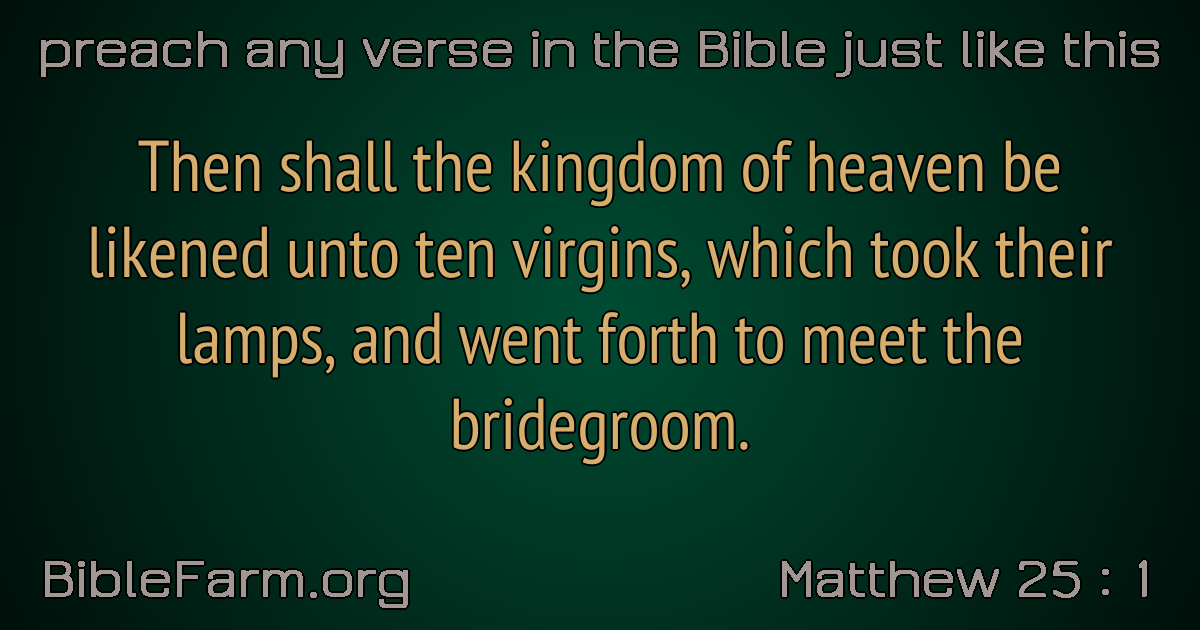 preach any verse in the Bible just like this
Then shall the kingdom of heaven be
likened unto ten virgins, which took their
lamps, and went forth to meet the
bridegroom.
BibleFarm.org
Matthew 25 : 1